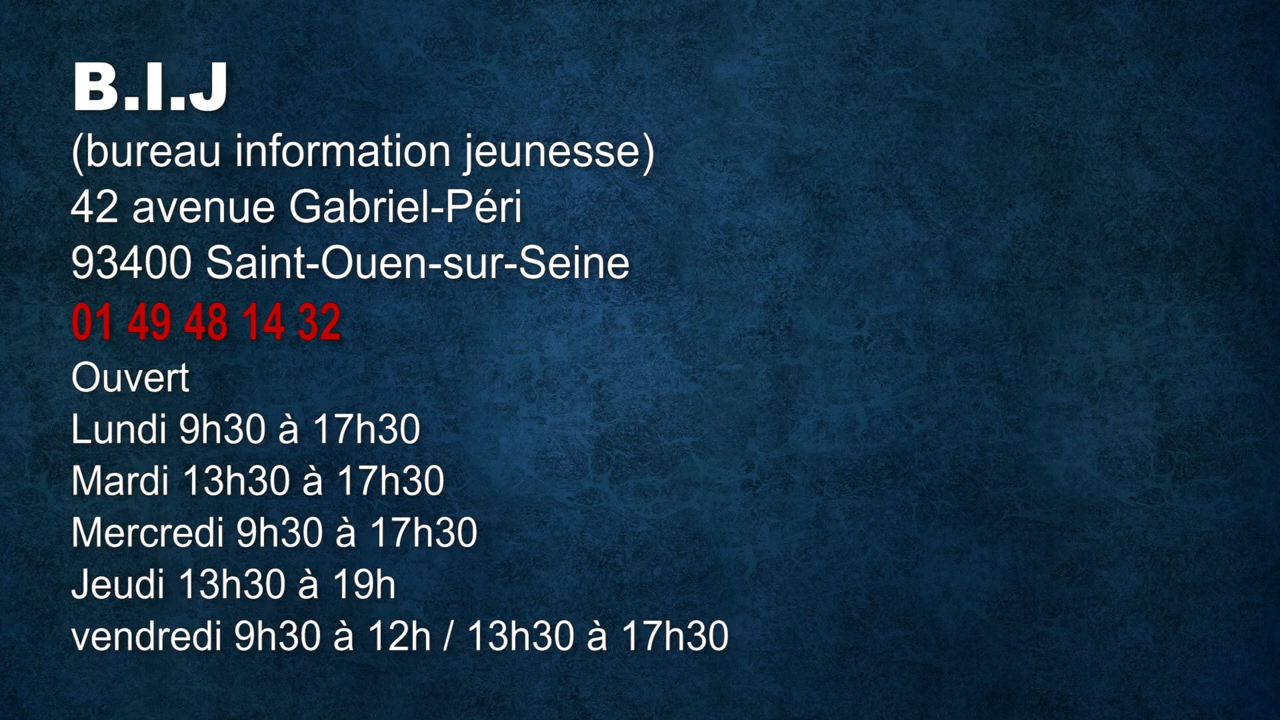 B.I.J
(bureau information jeunesse)
42 avenue Gabriel-Péri
93400 Saint-Ouen-sur-Seine
01 49 48 14 32
Ouvert
Lundi 9h30 à 17h30
Mardi 13h30 à 17h30
Mercredi 9h30 à 17h30
Jeudi 13h30 à 19h
vendredi 9h30 à 12h / 13h30 à 17h30